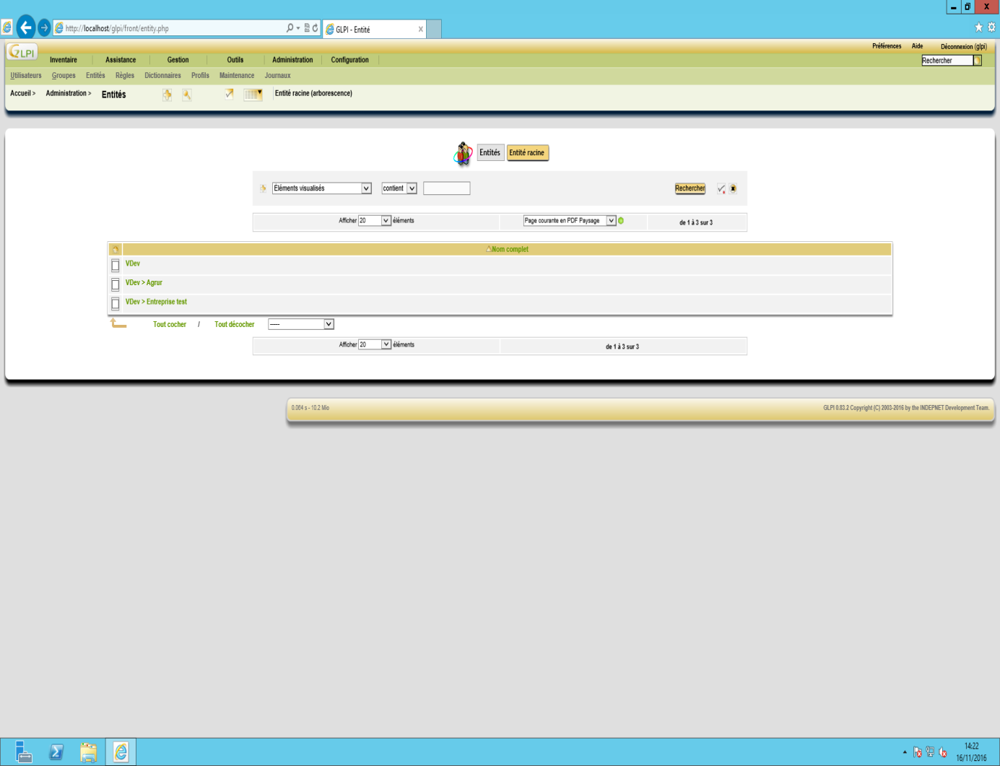 http://localhost/glpi/front/entity.php
GLPI - Entité
GLPI
Préférences Aide Déconnexion (glpi)
Inventaire Assistance Gestion Outils Administration Configuration
Rechercher
Utilisateurs Groupes Entités Règles Dictionnaires Profils Maintenance Journaux
Accueil > Administration > Entités Entité racine (arborescence)
Entités Entité racine
Éléments visualisés contient Rechercher
Afficher 20 éléments Page courante en PDF Paysage de 1 à 3 sur 3
Nom complet
VDev
VDev > Agrur
VDev > Entreprise test
Tout cocher / Tout décocher -----
Afficher 20 éléments de 1 à 3 sur 3
0.064 s - 10.2 Mio GLPI 0.83.2 Copyright (C) 2003-2016 by the INDEPNET Development Team.
14:22
16/11/2016